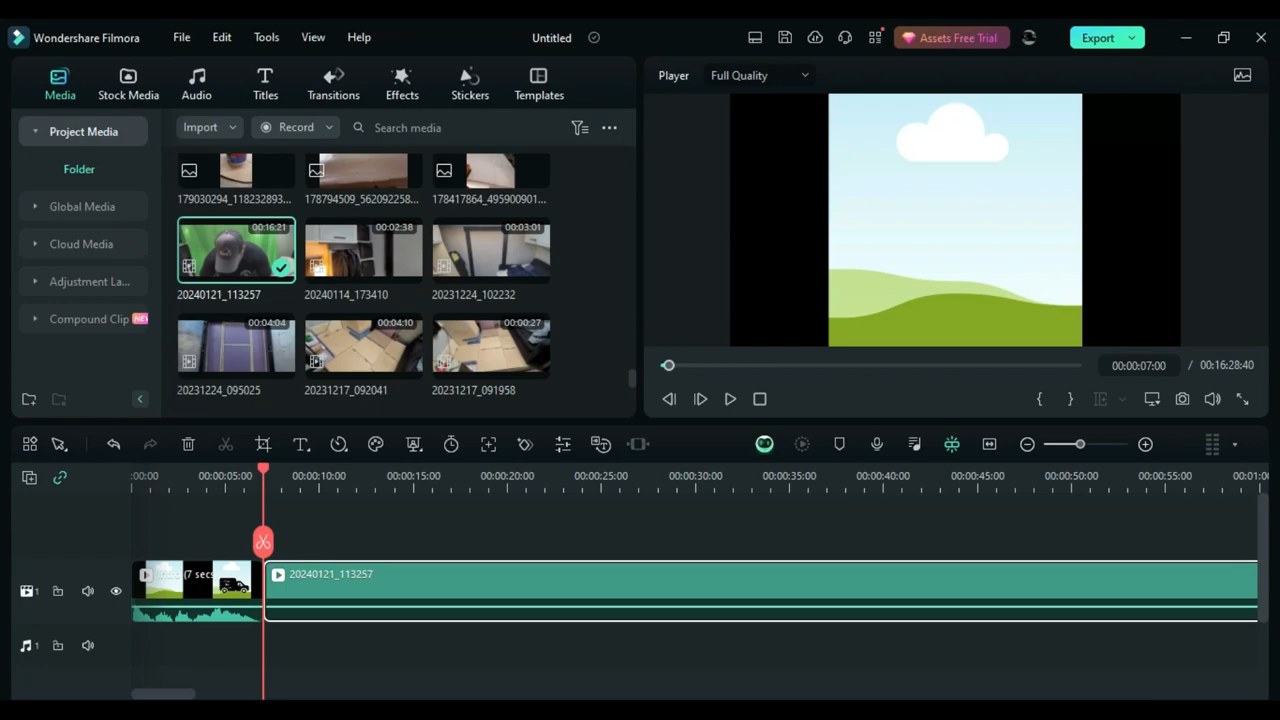 Wondershare Filmora File Edit Tools View Help Untitled Assets Free Trial Export
Media Stock Media Audio Titles Transitions Effects Stickers Templates
Player Full Quality
Project Media Import Record Search media
Folder
Global Media
Cloud Media
Adjustment La...
Compound Clip NEW
179030294_118232893... 178794509_562092258... 178417864_495900901...
00:16:21 00:02:38 00:03:01
20240121_113257 20240114_173410 20231224_102232
00:04:04 00:04:10 00:00:27
20231224_095025 20231217_092041 20231217_091958
00:00:07:00 / 00:16:28:40
:00:00 00:00:05:00 00:00:10:00 00:00:15:00 00:00:20:00 00:00:25:00 00:00:30:00 00:00:35:00 00:00:40:00 00:00:45:00 00:00:50:00 00:00:55:00 00:01:0
(7 secs
20240121_113257
1
1